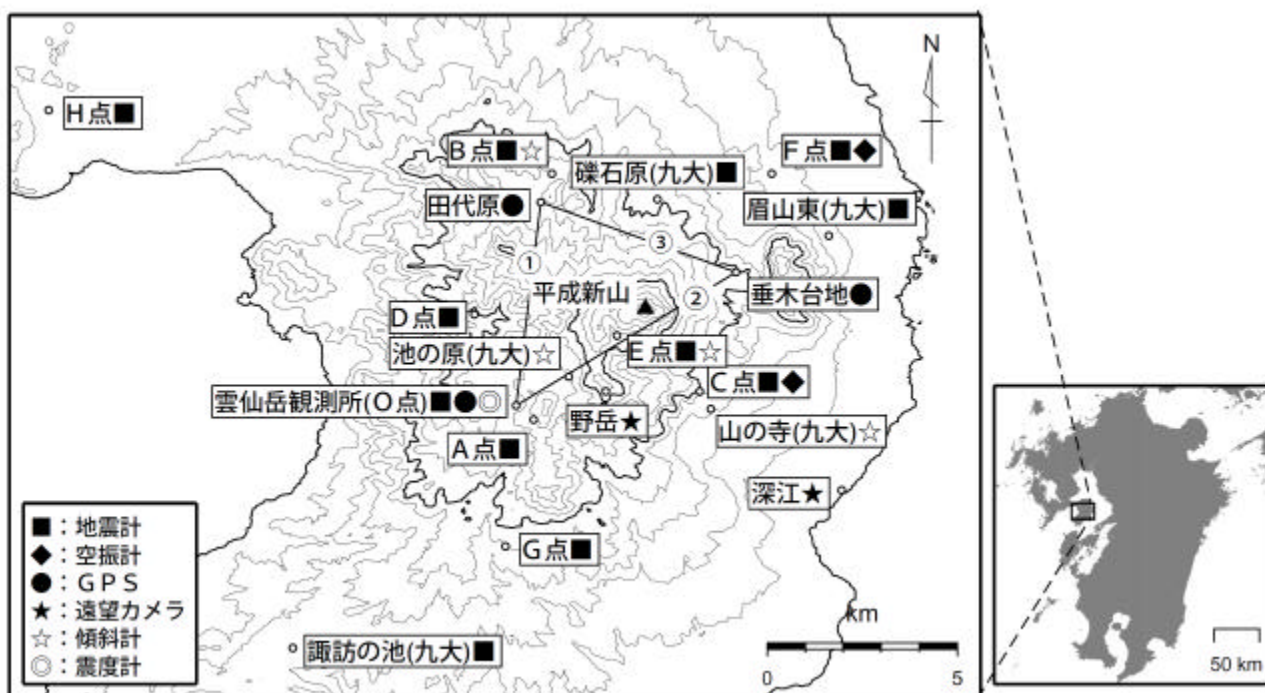 N
H点■
B点■☆
F点■◆
礫石原(九大)■
田代原●
眉山東(九大)■
③
①
平成新山
②
垂木台地●
D点■
池の原(九大)☆
E点■☆
C点■◆
雲仙岳観測所(O点)■●◎
野岳★
山の寺(九大)☆
A点■
深江★
G点■
■：地震計
◆：空振計
●：GPS
★：遠望カメラ
☆：傾斜計
◎：震度計
諏訪の池(九大)■
km
0 5
50 km